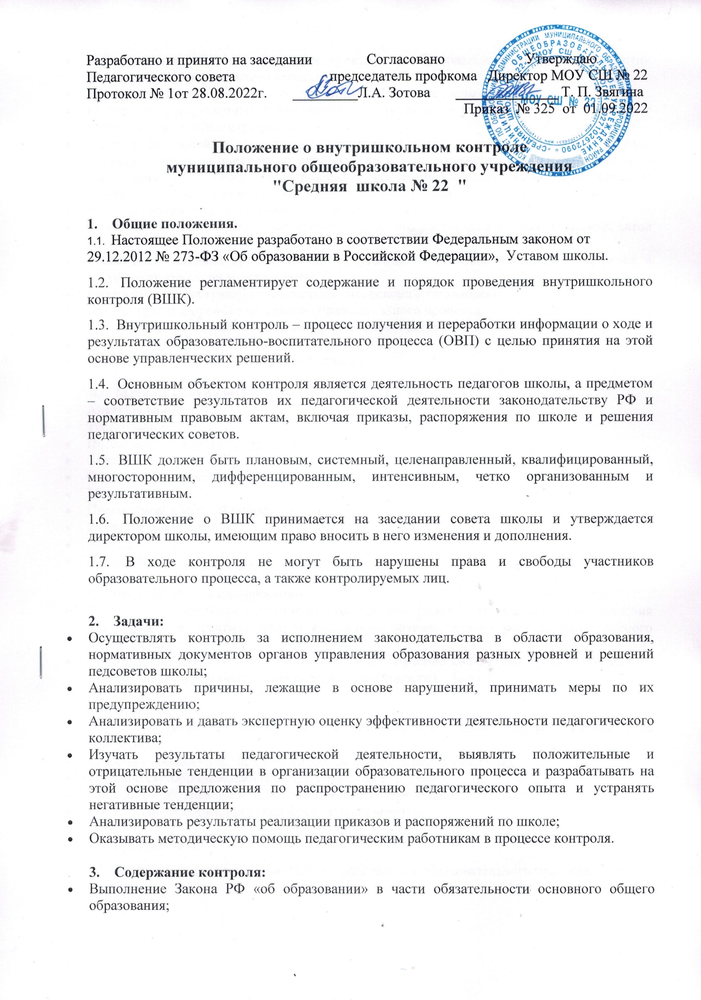 Разработано и принято на заседании Согласовано Утверждаю
Педагогического совета председатель профкома Директор МОУ СШ № 22
Протокол № 1от 28.08.2022г. __________Л.А. Зотова ________________ Т. П. Звягина
МОУ СШ № 22
Приказ № 325 от 01.09.2022
Положение о внутришкольном контроле
муниципального общеобразовательного учреждения
"Средняя школа № 22 "
1. Общие положения.
1.1. Настоящее Положение разработано в соответствии Федеральным законом от
29.12.2012 № 273-ФЗ «Об образовании в Российской Федерации», Уставом школы.
1.2. Положение регламентирует содержание и порядок проведения внутришкольного
контроля (ВШК).
1.3. Внутришкольный контроль – процесс получения и переработки информации о ходе и
результатах образовательно-воспитательного процесса (ОВП) с целью принятия на этой
основе управленческих решений.
1.4. Основным объектом контроля является деятельность педагогов школы, а предметом
– соответствие результатов их педагогической деятельности законодательству РФ и
нормативным правовым актам, включая приказы, распоряжения по школе и решения
педагогических советов.
1.5. ВШК должен быть плановым, системный, целенаправленный, квалифицированный,
многосторонним, дифференцированным, интенсивным, четко организованным и
результативным.
1.6. Положение о ВШК принимается на заседании совета школы и утверждается
директором школы, имеющим право вносить в него изменения и дополнения.
1.7. В ходе контроля не могут быть нарушены права и свободы участников
образовательного процесса, а также контролируемых лиц.
2. Задачи:
• Осуществлять контроль за исполнением законодательства в области образования,
нормативных документов органов управления образования разных уровней и решений
педсоветов школы;
• Анализировать причины, лежащие в основе нарушений, принимать меры по их
предупреждению;
• Анализировать и давать экспертную оценку эффективности деятельности педагогического
коллектива;
• Изучать результаты педагогической деятельности, выявлять положительные и
отрицательные тенденции в организации образовательного процесса и разрабатывать на
этой основе предложения по распространению педагогического опыта и устранять
негативные тенденции;
• Анализировать результаты реализации приказов и распоряжений по школе;
• Оказывать методическую помощь педагогическим работникам в процессе контроля.
3. Содержание контроля:
• Выполнение Закона РФ «об образовании» в части обязательности основного общего
образования;